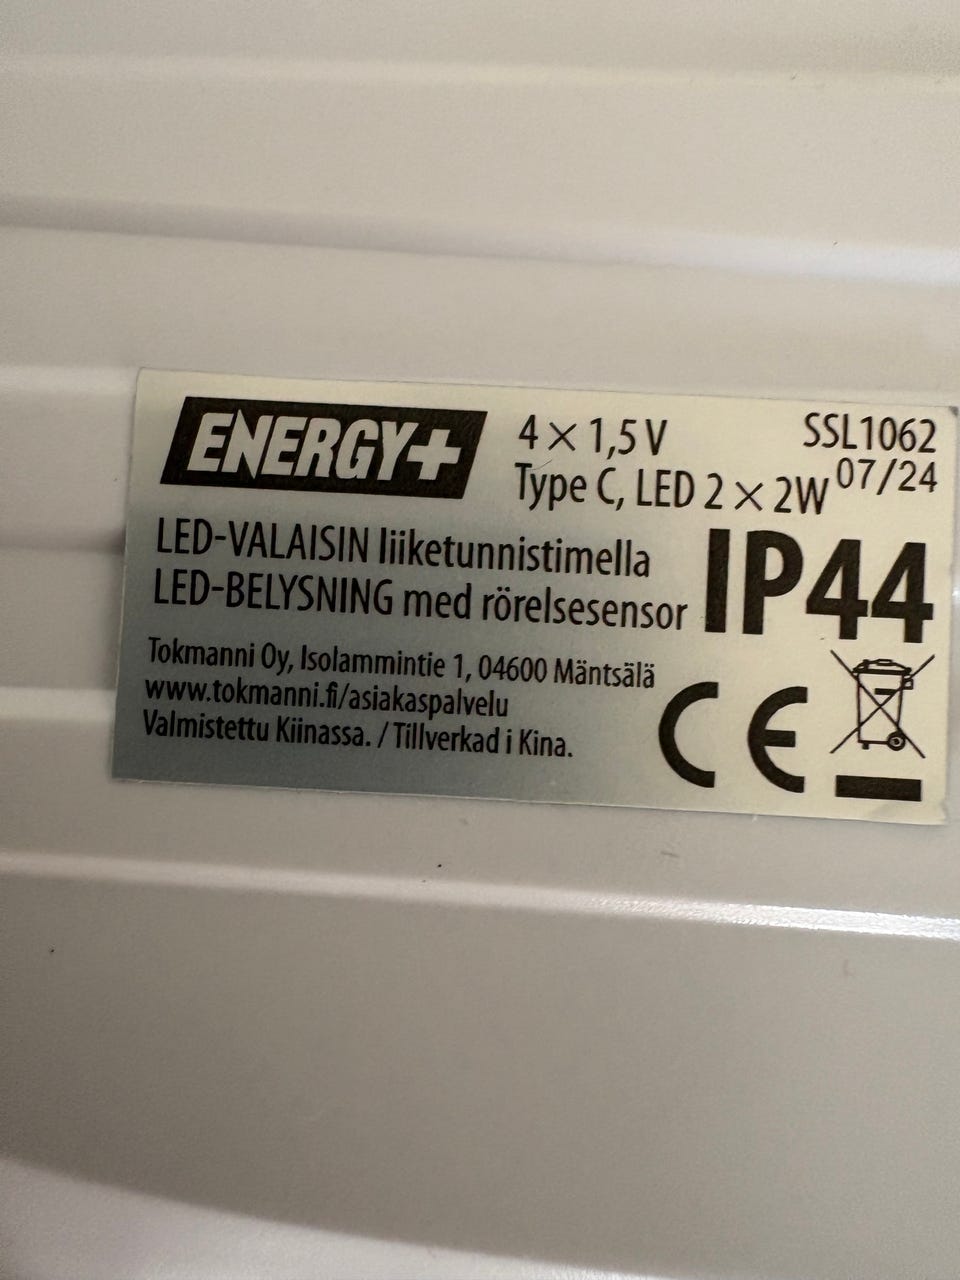 ENERGY+
4 × 1,5 V
Type C, LED 2 × 2W
SSL1062
07/24
LED-VALAISIN liiketunnistimella
LED-BELYSNING med rörelsesensor
IP44
Tokmanni Oy, Isolammintie 1, 04600 Mäntsälä
www.tokmanni.fi/asiakaspalvelu
Valmistettu Kiinassa. / Tillverkad i Kina.
CE